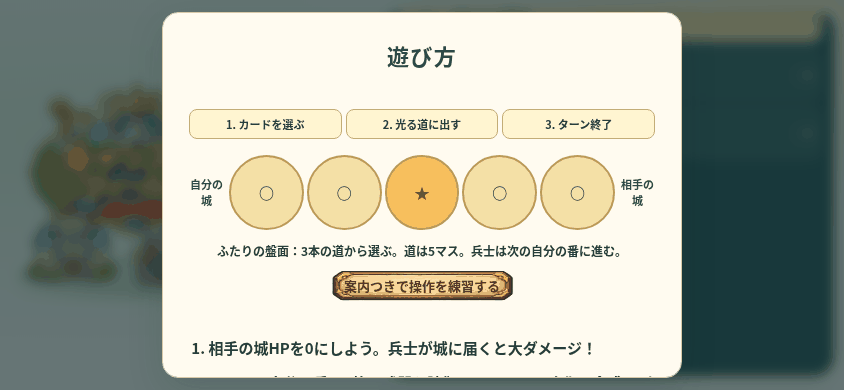 遊び方
1. カードを選ぶ
2. 光る道に出す
3. ターン終了
自分の城
○ ○ ★ ○ ○
相手の城
ふたりの盤面：3本の道から選ぶ。道は5マス。兵士は次の自分の番に進む。
案内つきで操作を練習する
1. 相手の城HPを0にしよう。兵士が城に届くと大ダメージ！